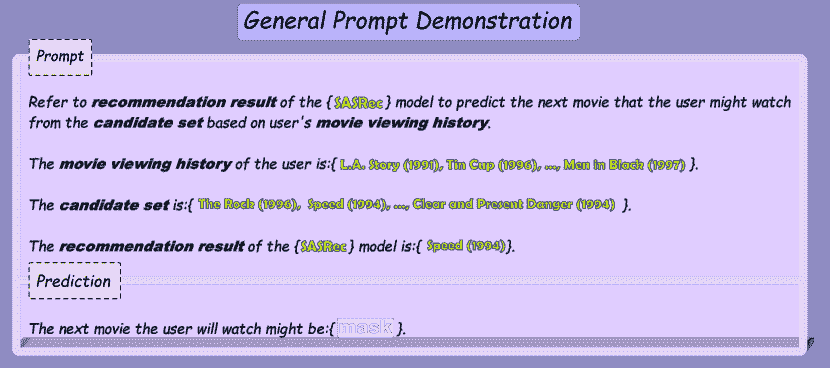 General Prompt Demonstration
Prompt
Refer to recommendation result of the {SASRec} model to predict the next movie that the user might watch
from the candidate set based on user's movie viewing history.
The movie viewing history of the user is:{ L.A. Story (1991), Tin Cup (1996), ..., Men in Black (1997) }.
The candidate set is:{ The Rock (1996), Speed (1994), ..., Clear and Present Danger (1994) }.
The recommendation result of the {SASRec} model is:{ Speed (1994)}.
Prediction
The next movie the user will watch might be:{mask }.